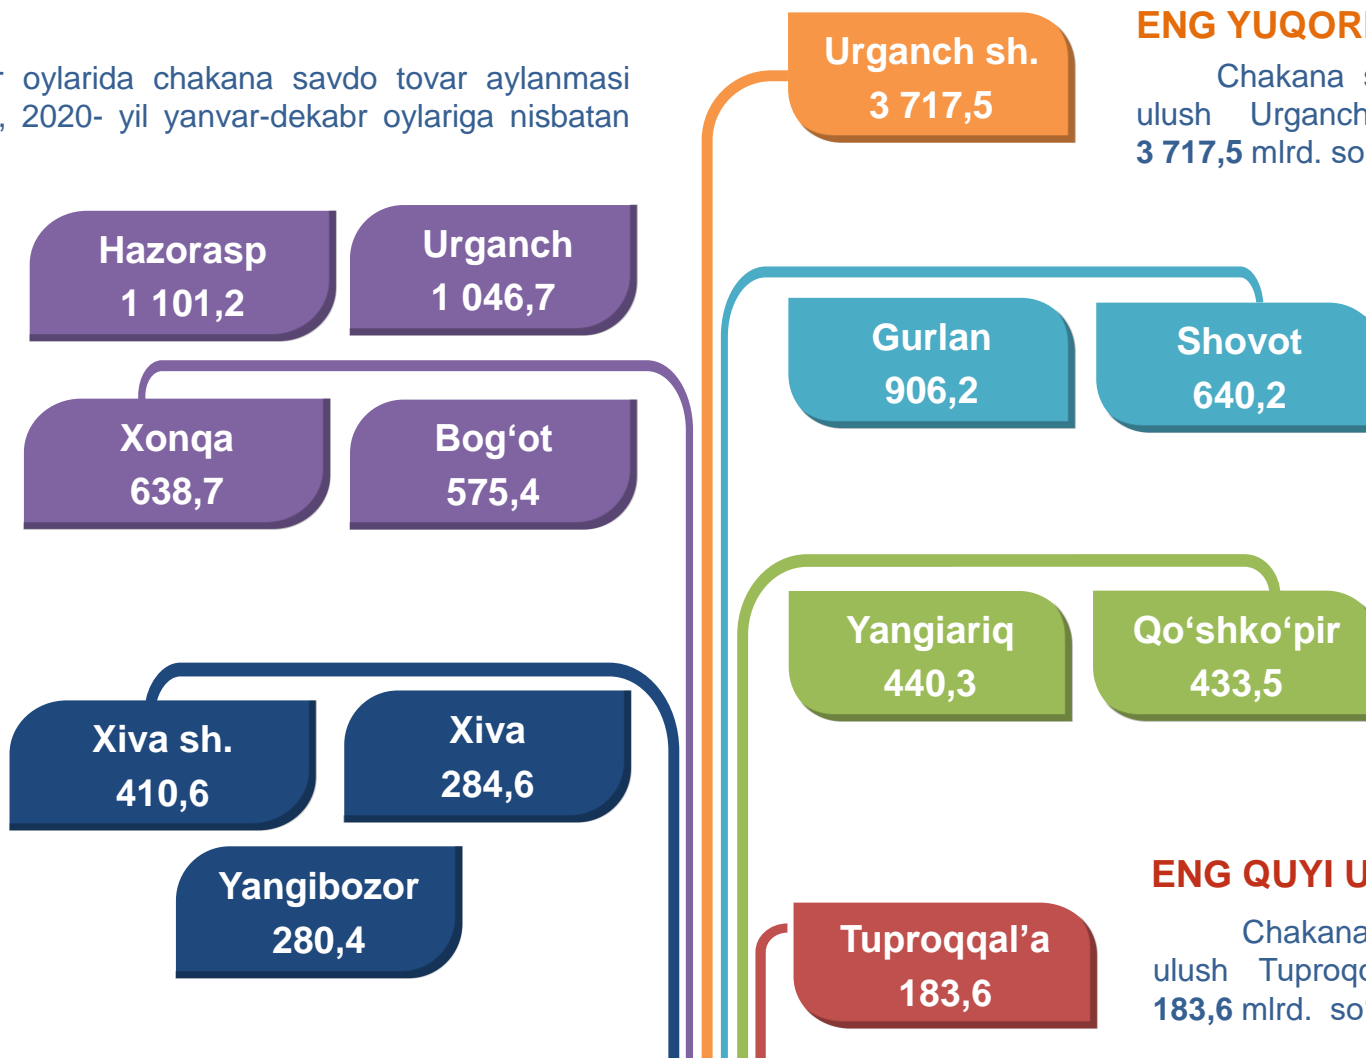 oylarida chakana savdo tovar aylanmasi
, 2020- yil yanvar-dekabr oylariga nisbatan
Urganch sh.
3 717,5
ENG YUQORI
Chakana
ulush Urganch
3 717,5 mlrd. so
Hazorasp
1 101,2
Urganch
1 046,7
Xonqa
638,7
Bog‘ot
575,4
Gurlan
906,2
Shovot
640,2
Yangiariq
440,3
Qo‘shko‘pir
433,5
Xiva sh.
410,6
Xiva
284,6
Yangibozor
280,4
Tuproqqal’a
183,6
ENG QUYI
Chakana
ulush
183,6 mlrd. so‘